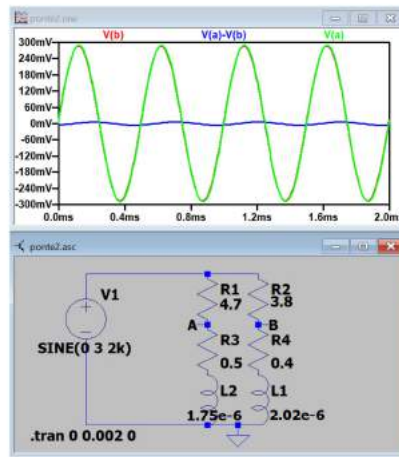 ponte2.raw
V(b) V(a)-V(b) V(a)
300mV
240mV
180mV
120mV
60mV
0mV
-60mV
-120mV
-180mV
-240mV
-300mV
0.0ms 0.4ms 0.8ms 1.2ms 1.6ms 2.0m
ponte2.asc
V1
R1
4.7
R2
3.8
A
B
SINE(0 3 2k)
R3
0.5
R4
0.4
L2
L1
1.75e-6
2.02e-6
.tran 0 0.002 0